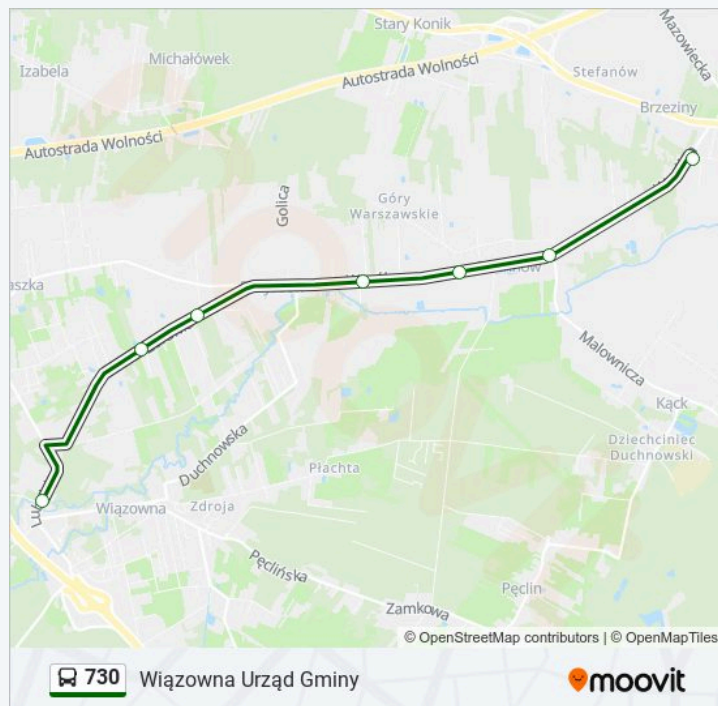 Stary Konik
Mazowiecka
Michałówek
Izabela
Autostrada Wolności
Stefanów
Brzeziny
Autostrada Wolności
Golica
Góry
Warszawskie
Malownicza
Kąck
Dziechciniec
Duchnowski
Duchnowska
Płachta
Wiązowna
Zdroja
Pęclińska
Pęclin
Zamkowa
© OpenStreetMap contributors | © OpenMapTiles
730 Wiązowna Urząd Gminy
moovit